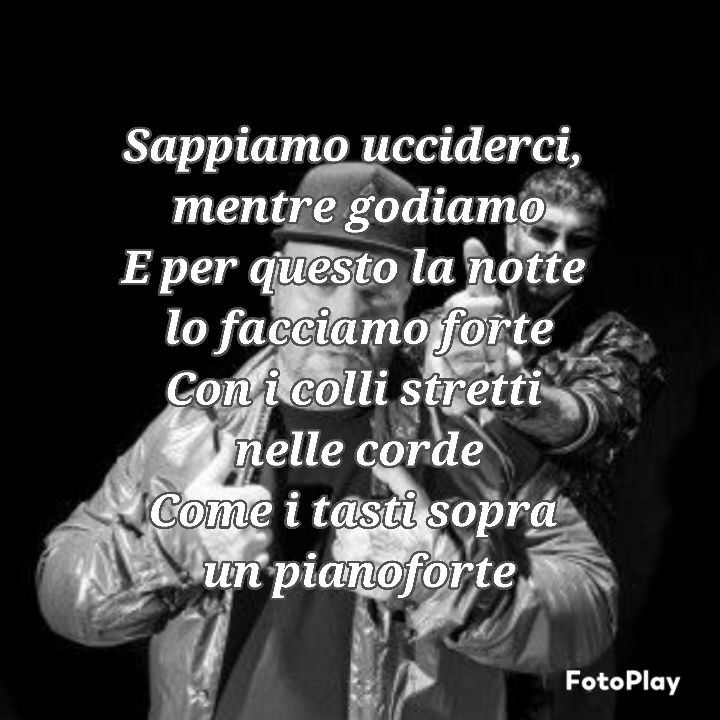 Sappiamo ucciderci,
mentre godiamo
E per questo la notte
lo facciamo forte
Con i colli stretti
nelle corde
Come i tasti sopra
un pianoforte
FotoPlay